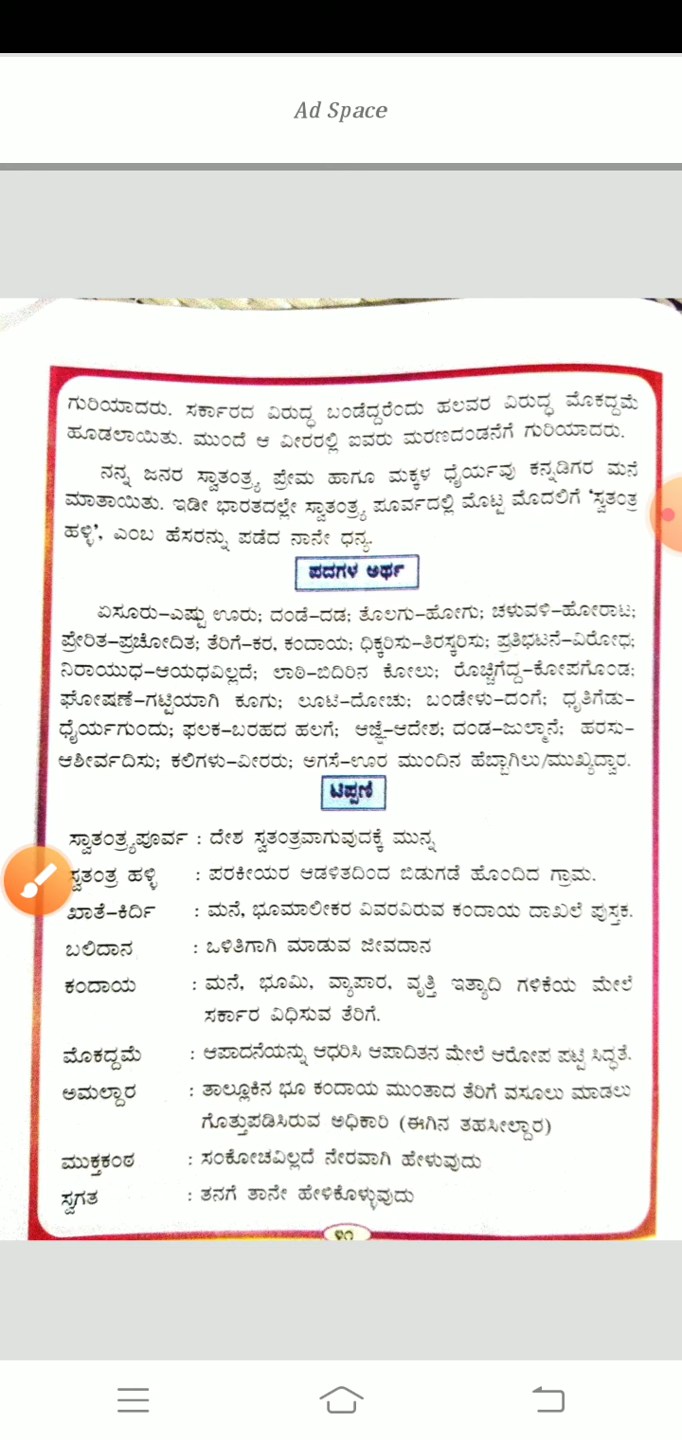 Ad Space
ಗುರಿಯಾದರು. ಸರ್ಕಾರದ ವಿರುದ್ಧ ಬಂಡೆದ್ದರೆಂದು ಹಲವರ ವಿರುದ್ಧ ಮೊಕದ್ದಮೆ
ಹೂಡಲಾಯಿತು. ಮುಂದೆ ಆ ವೀರರಲ್ಲಿ ಐವರು ಮರಣದಂಡನೆಗೆ ಗುರಿಯಾದರು.
ನನ್ನ ಜನರ ಸ್ವಾತಂತ್ರ್ಯ ಪ್ರೇಮ ಹಾಗೂ ಮಕ್ಕಳ ಧೈರ್ಯವು ಕನ್ನಡಿಗರ ಮನೆ
ಮಾತಾಯಿತು. ಇಡೀ ಭಾರತದಲ್ಲೇ ಸ್ವಾತಂತ್ರ್ಯ ಪೂರ್ವದಲ್ಲಿ ಮೊಟ್ಟ ಮೊದಲಿಗೆ ‘ಸ್ವತಂತ್ರ
ಹಳ್ಳಿ’, ಎಂಬ ಹೆಸರನ್ನು ಪಡೆದ ನಾನೇ ಧನ್ಯ.
ಪದಗಳ ಅರ್ಥ
ಏಸೂರು–ಎಷ್ಟು ಊರು; ದಂಡೆ–ದಡ; ತೊಲಗು–ಹೋಗು; ಚಳುವಳಿ–ಹೋರಾಟ;
ಪ್ರೇರಿತ–ಪ್ರಚೋದಿತ; ತೆರಿಗೆ–ಕರ, ಕಂದಾಯ; ಧಿಕ್ಕರಿಸು–ತಿರಸ್ಕರಿಸು; ಪ್ರತಿಭಟನೆ–ವಿರೋಧ;
ನಿರಾಯುಧ–ಆಯಧವಿಲ್ಲದೆ; ಲಾಠಿ–ಬಿದಿರಿನ ಕೋಲು; ರೊಚ್ಚಿಗೆದ್ದ–ಕೋಪಗೊಂಡ;
ಘೋಷಣೆ–ಗಟ್ಟಿಯಾಗಿ ಕೂಗು; ಲೂಟಿ–ದೋಚು; ಬಂಡೇಳು–ದಂಗೆ; ಧೃತಿಗೆಡು–
ಧೈರ್ಯಗುಂದು; ಫಲಕ–ಬರಹದ ಹಲಗೆ; ಆಜ್ಞೆ–ಆದೇಶ; ದಂಡ–ಜುಲ್ಮಾನೆ; ಹರಸು–
ಆಶೀರ್ವದಿಸು; ಕಲಿಗಳು–ವೀರರು; ಅಗಸೆ–ಊರ ಮುಂದಿನ ಹೆಬ್ಬಾಗಿಲು/ಮುಖ್ಯದ್ವಾರ.
ಟಿಪ್ಪಣಿ
ಸ್ವಾತಂತ್ರ್ಯಪೂರ್ವ : ದೇಶ ಸ್ವತಂತ್ರವಾಗುವುದಕ್ಕೆ ಮುನ್ನ
ಸ್ವತಂತ್ರ ಹಳ್ಳಿ : ಪರಕೀಯರ ಆಡಳಿತದಿಂದ ಬಿಡುಗಡೆ ಹೊಂದಿದ ಗ್ರಾಮ.
ಖಾತೆ–ಕಿರ್ದಿ : ಮನೆ, ಭೂಮಾಲೀಕರ ವಿವರವಿರುವ ಕಂದಾಯ ದಾಖಲೆ ಪುಸ್ತಕ.
ಬಲಿದಾನ : ಒಳಿತಿಗಾಗಿ ಮಾಡುವ ಜೀವದಾನ
ಕಂದಾಯ : ಮನೆ, ಭೂಮಿ, ವ್ಯಾಪಾರ, ವೃತ್ತಿ ಇತ್ಯಾದಿ ಗಳಿಕೆಯ ಮೇಲೆ
ಸರ್ಕಾರ ವಿಧಿಸುವ ತೆರಿಗೆ.
ಮೊಕದ್ದಮೆ : ಆಪಾದನೆಯನ್ನು ಆಧರಿಸಿ ಆಪಾದಿತನ ಮೇಲೆ ಆರೋಪ ಪಟ್ಟಿ ಸಿದ್ಧತೆ.
ಅಮಲ್ದಾರ : ತಾಲ್ಲೂಕಿನ ಭೂ ಕಂದಾಯ ಮುಂತಾದ ತೆರಿಗೆ ವಸೂಲು ಮಾಡಲು
ಗೊತ್ತುಪಡಿಸಿರುವ ಅಧಿಕಾರಿ (ಈಗಿನ ತಹಸೀಲ್ದಾರ)
ಮುಕ್ತಕಂಠ : ಸಂಕೋಚವಿಲ್ಲದೆ ನೇರವಾಗಿ ಹೇಳುವುದು
ಸ್ವಗತ : ತನಗೆ ತಾನೇ ಹೇಳಿಕೊಳ್ಳುವುದು